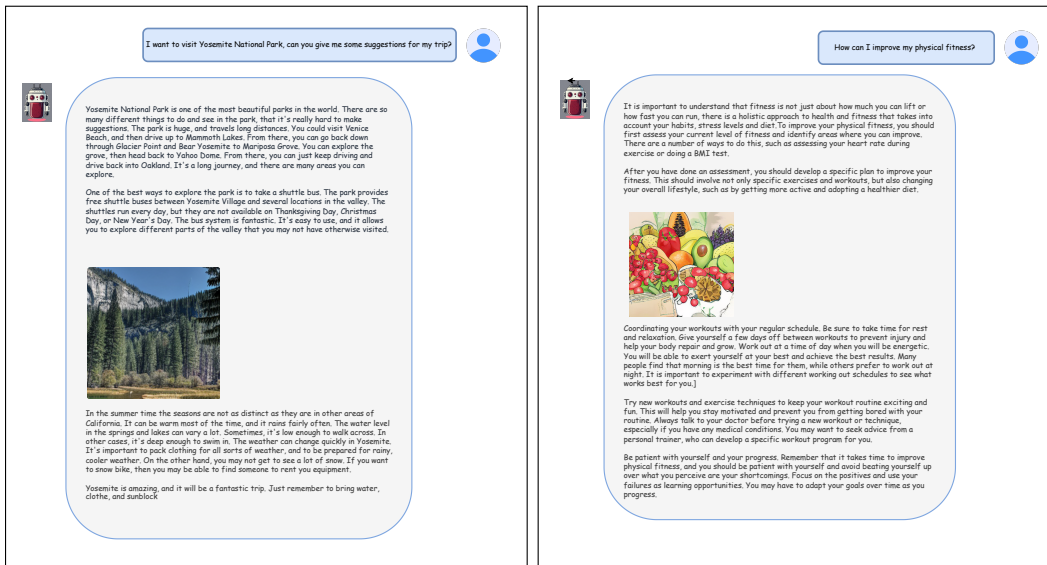 I want to visit Yosemite National Park, can you give me some suggestions for my trip?
Yosemite National Park is one of the most beautiful parks in the world. There are so
many different things to do and see in the park, that it's really hard to make
suggestions. The park is huge, and travels long distances. You could visit Venice
Beach, and then drive up to Mammoth Lakes. From there, you can go back down
through Glacier Point and Bear Yosemite to Mariposa Grove. You can explore the
grove, then head back to Yahoo Dome. From there, you can just keep driving and
drive back into Oakland. It's a long journey, and there are many areas you can
explore.
One of the best ways to explore the park is to take a shuttle bus. The park provides
free shuttle buses between Yosemite Village and several locations in the valley. The
shuttles run every day, but they are not available on Thanksgiving Day, Christmas
Day, or New Year's Day. The bus system is fantastic. It's easy to use, and it allows
you to explore different parts of the valley that you may not have otherwise visited.
In the summer time the seasons are not as distinct as they are in other areas of
California. It can be warm most of the time, and it rains fairly often. The water level
in the springs and lakes can vary a lot. Sometimes, it's low enough to walk across. In
other cases, it's deep enough to swim in. The weather can change quickly in Yosemite.
It's important to pack clothing for all sorts of weather, and to be prepared for rainy,
cooler weather. On the other hand, you may not get to see a lot of snow. If you want
to snow bike, then you may be able to find someone to rent you equipment.
Yosemite is amazing, and it will be a fantastic trip. Just remember to bring water,
clothe, and sunblock
How can I improve my physical fitness?
It is important to understand that fitness is not just about how much you can lift or
how fast you can run, there is a holistic approach to health and fitness that takes into
account your habits, stress levels and diet.To improve your physical fitness, you should
first assess your current level of fitness and identify areas where you can improve.
There are a number of ways to do this, such as assessing your heart rate during
exercise or doing a BMI test.
After you have done an assessment, you should develop a specific plan to improve your
fitness. This should involve not only specific exercises and workouts, but also changing
your overall lifestyle, such as by getting more active and adopting a healthier diet.
Coordinating your workouts with your regular schedule. Be sure to take time for rest
and relaxation. Give yourself a few days off between workouts to prevent injury and
help your body repair and grow. Work out at a time of day when you will be energetic.
You will be able to exert yourself at your best and achieve the best results. Many
people find that morning is the best time for them, while others prefer to work out at
night. It is important to experiment with different working out schedules to see what
works best for you.]
Try new workouts and exercise techniques to keep your workout routine exciting and
fun. This will help you stay motivated and prevent you from getting bored with your
routine. Always talk to your doctor before trying a new workout or technique,
especially if you have any medical conditions. You may want to seek advice from a
personal trainer, who can develop a specific workout program for you.
Be patient with yourself and your progress. Remember that it takes time to improve
physical fitness, and you should be patient with yourself and avoid beating yourself up
over what you perceive are your shortcomings. Focus on the positives and use your
failures as learning opportunities. You may have to adapt your goals over time as you
progress.